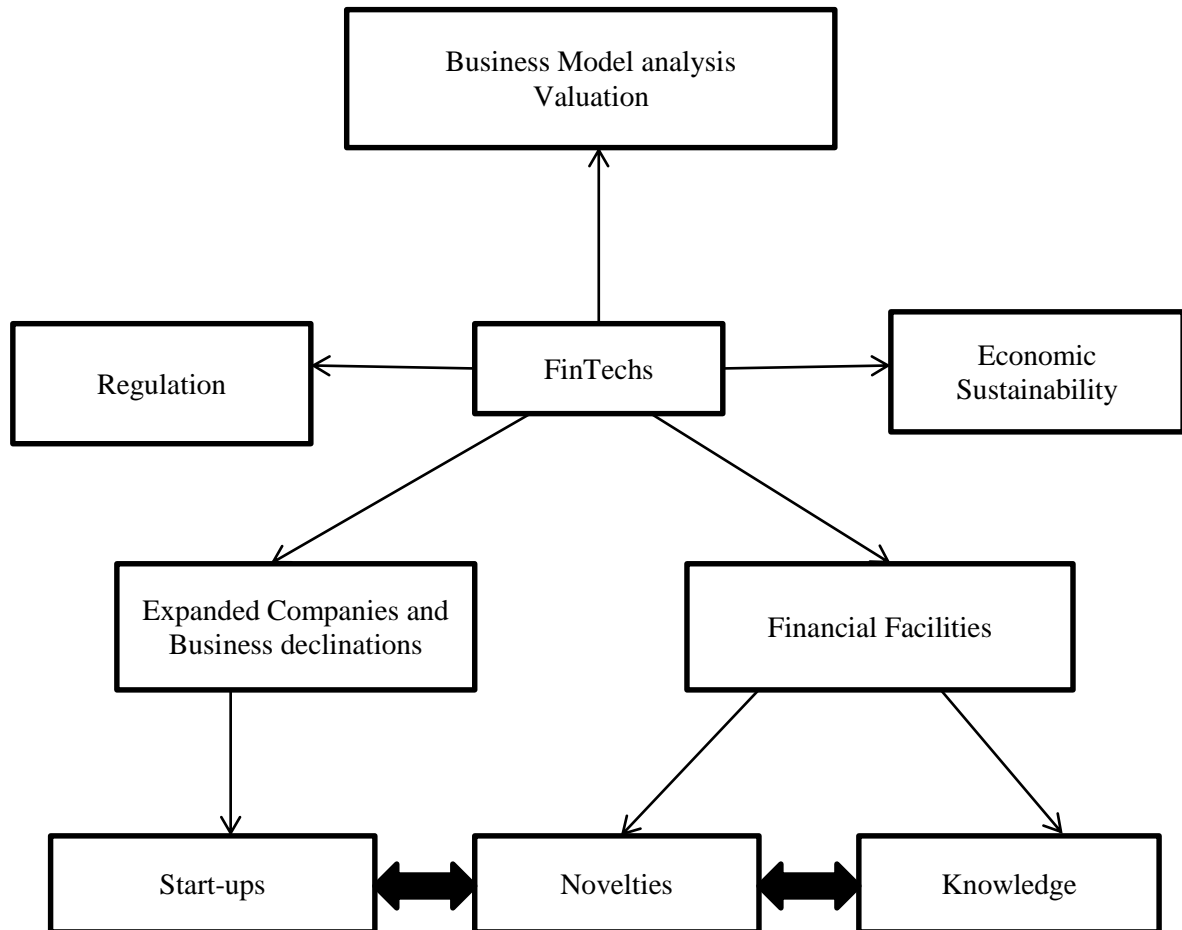 Business Model analysis
Valuation
Regulation
FinTechs
Economic
Sustainability
Expanded Companies and
Business declinations
Financial Facilities
Start-ups
Novelties
Knowledge